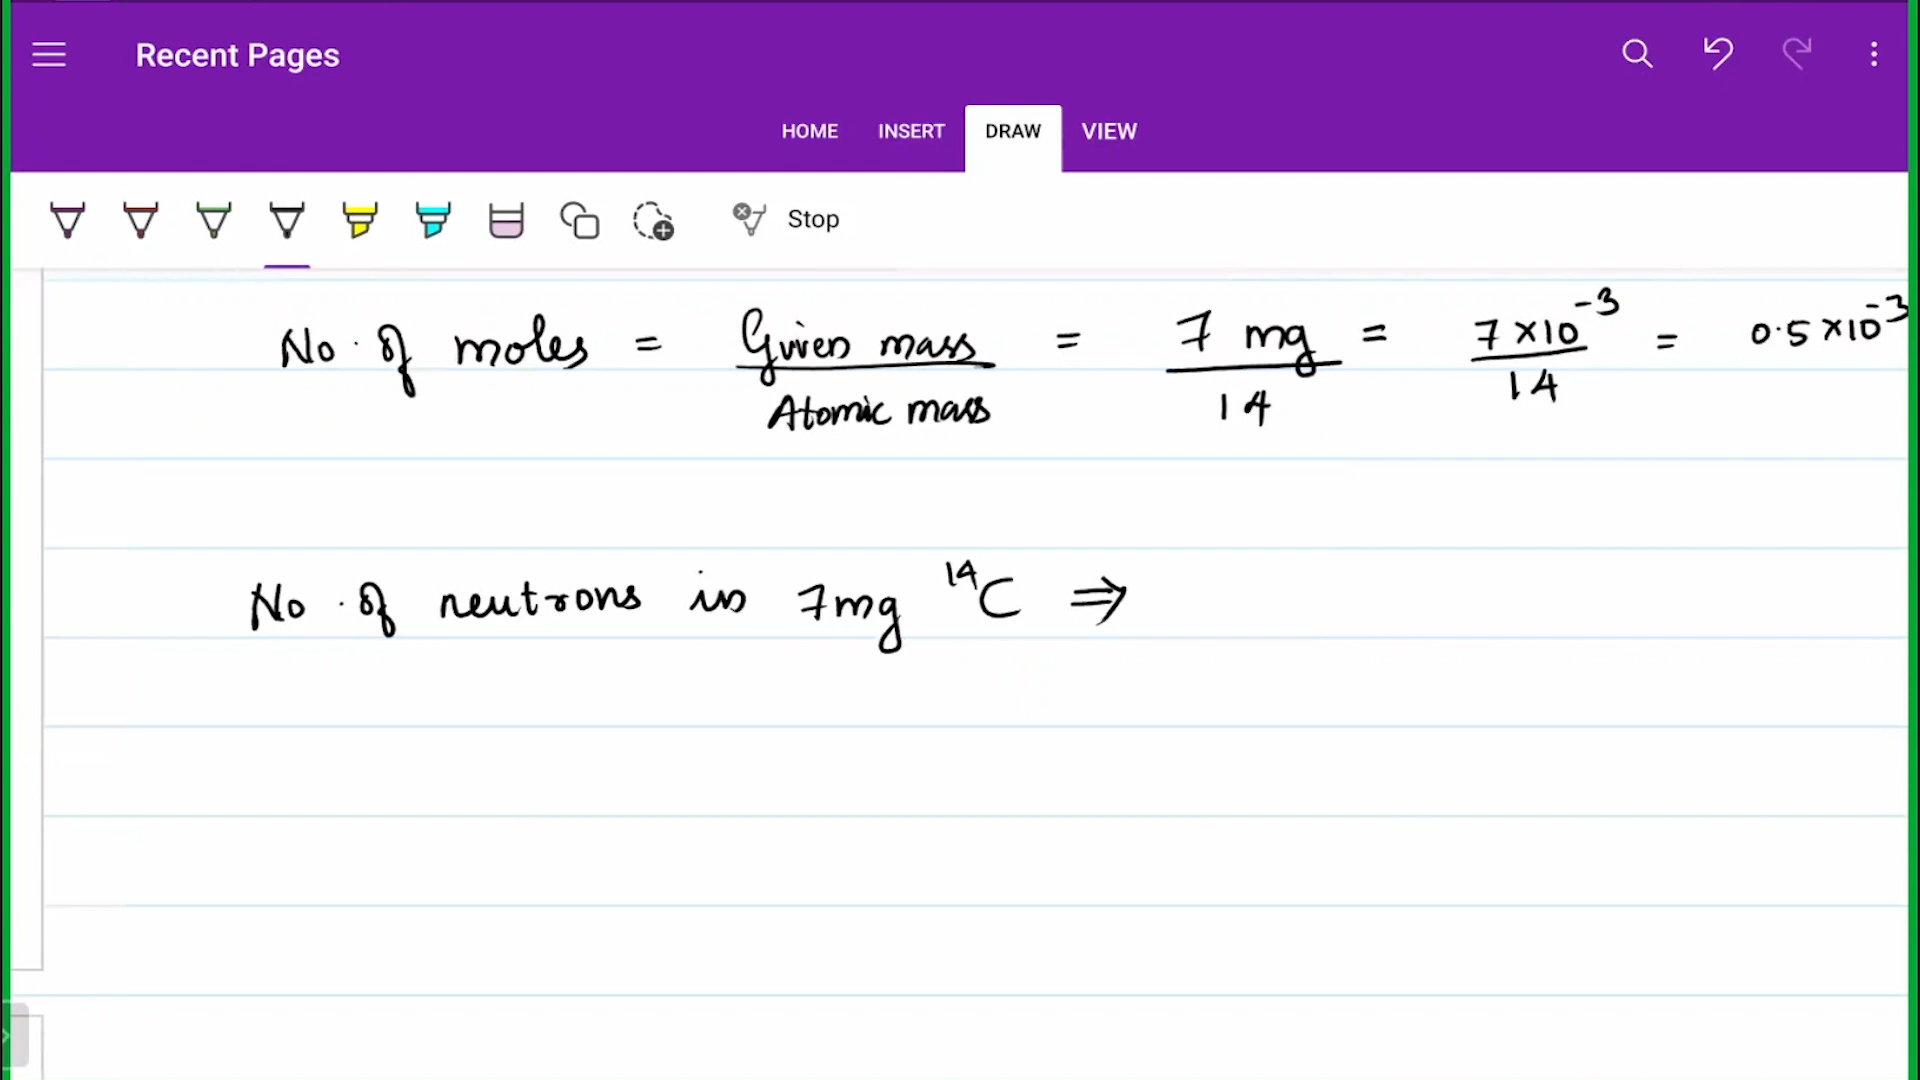 Recent Pages
HOME INSERT DRAW VIEW
Stop
No. of moles = Given mass / Atomic mass = 7 mg / 14 = 7 × 10⁻³ / 14 = 0.5 × 10⁻³
No. of neutrons in 7mg ¹⁴C ⇒